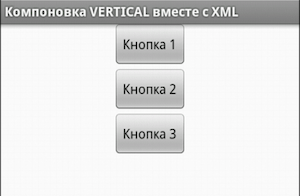 Компоновка VERTICAL вместе с XML
Кнопка 1
Кнопка 2
Кнопка 3